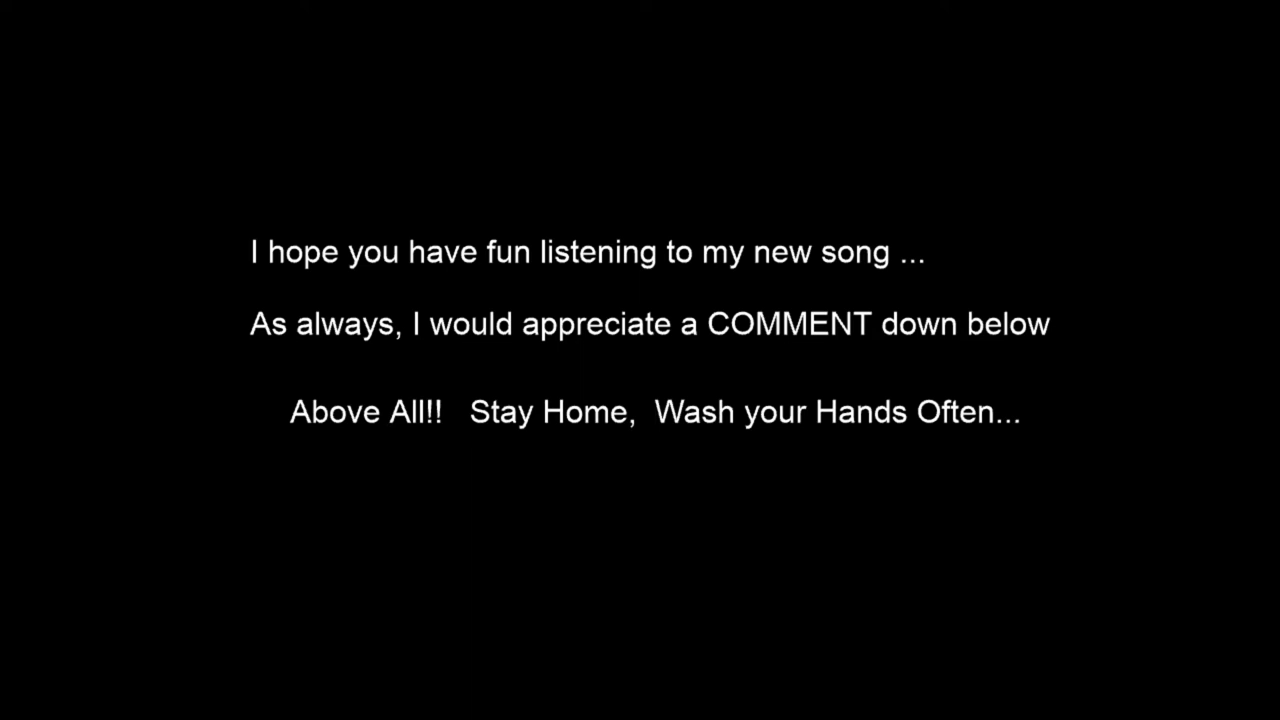 I hope you have fun listening to my new song ...
As always, I would appreciate a COMMENT down below
Above All!!   Stay Home,  Wash your Hands Often...